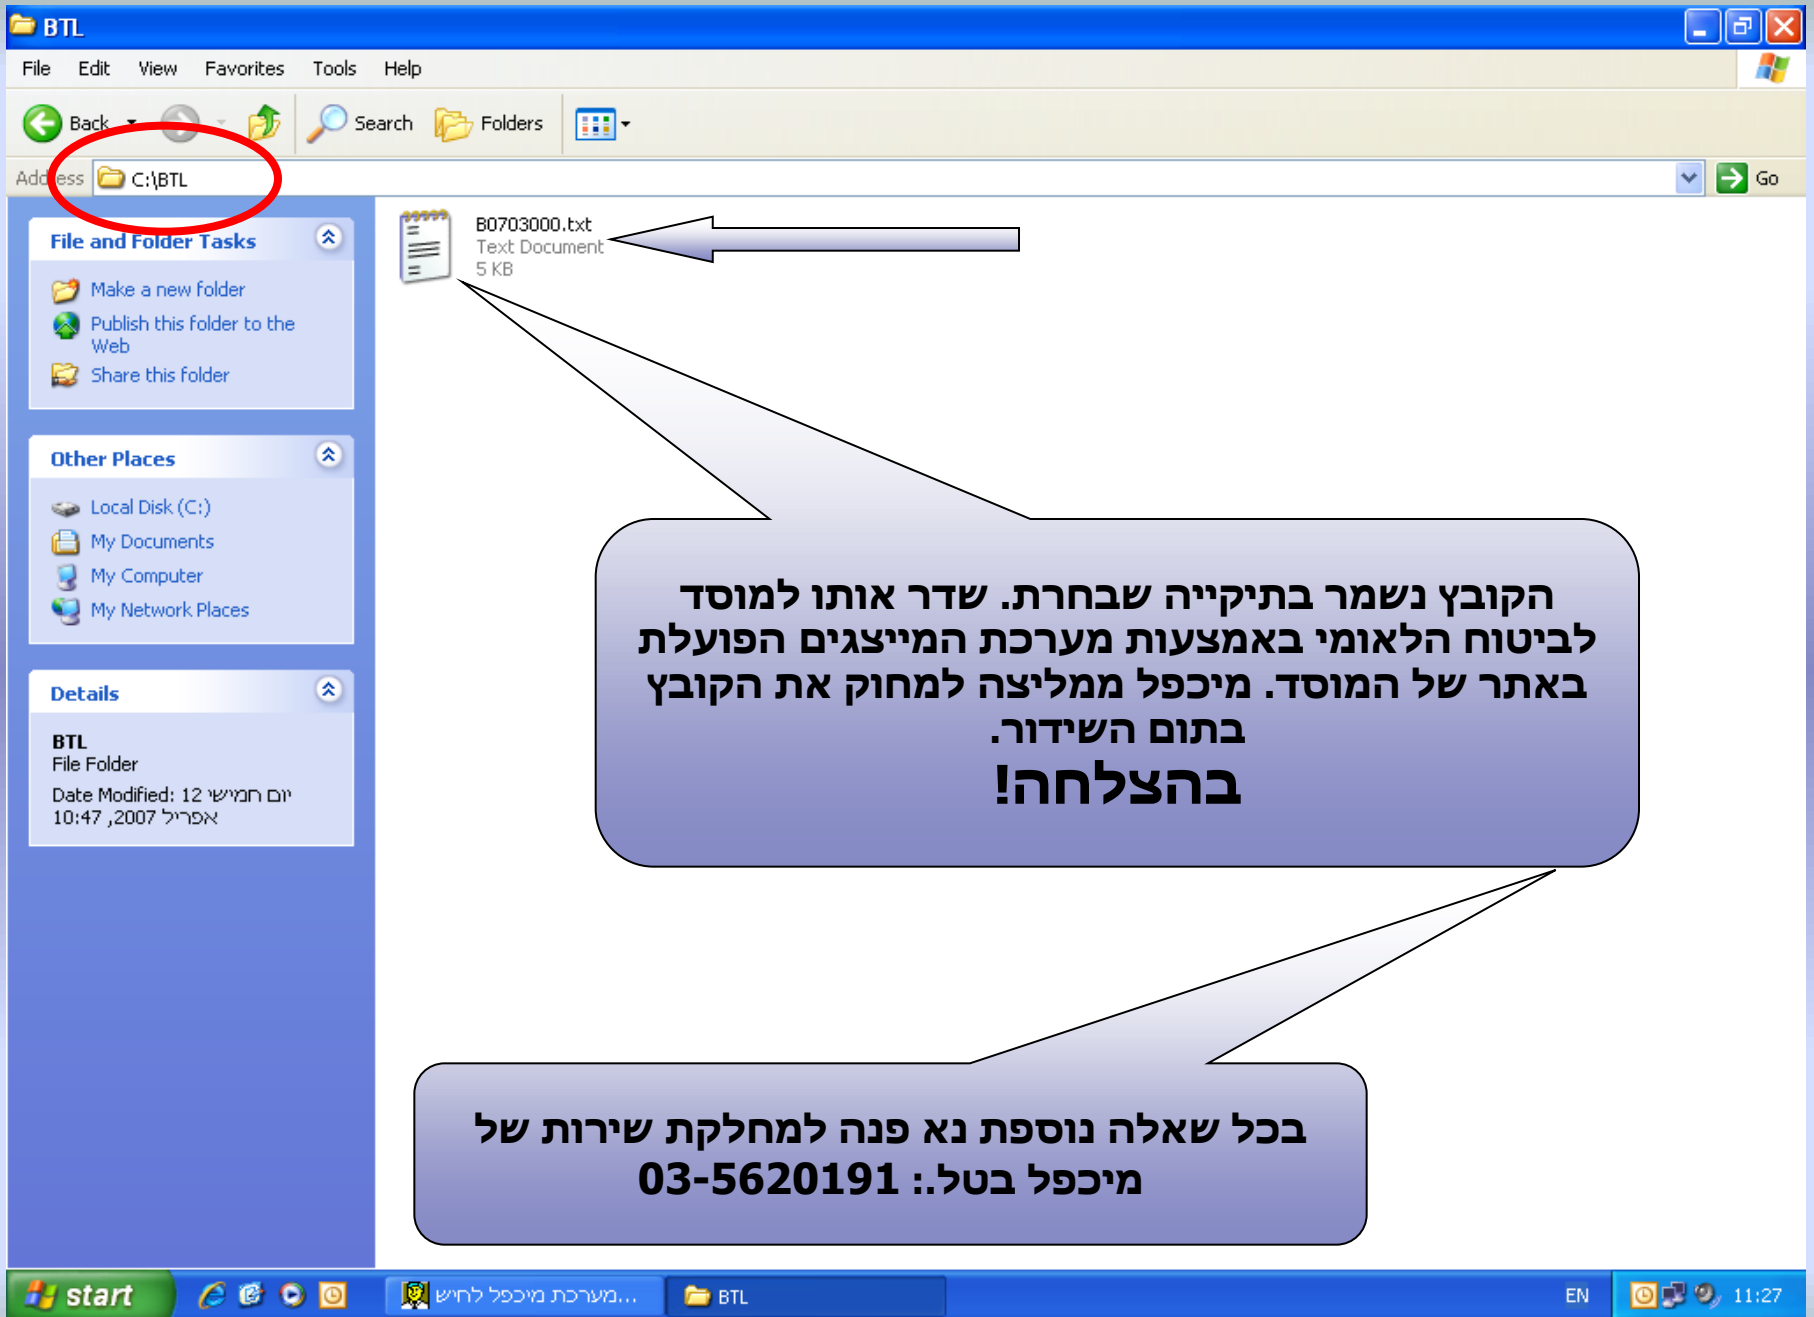 BTL
File Edit View Favorites Tools Help
Back Search Folders
Address C:\BTL Go
File and Folder Tasks
Make a new folder
Publish this folder to the
Web
Share this folder
Other Places
Local Disk (C:)
My Documents
My Computer
My Network Places
Details
BTL
File Folder
Date Modified: 12 יום חמישי
אפריל 2007, 10:47
B0703000.txt
Text Document
5 KB
הקובץ נשמר בתיקייה שבחרת. שדר אותו למוסד
לביטוח הלאומי באמצעות מערכת המייצגים הפועלת
באתר של המוסד. מיכפל ממליצה למחוק את הקובץ
בתום השידור.
בהצלחה!
בכל שאלה נוספת נא פנה למחלקת שירות של
מיכפל בטל.: 03-5620191
start
מערכת מיכפל לחיש...
BTL
EN
11:27